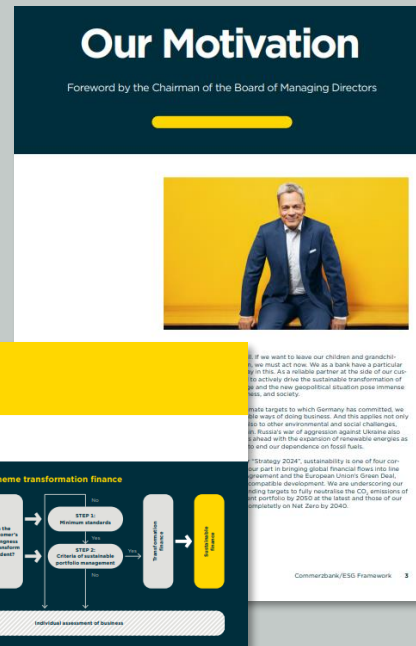 Our Motivation
Foreword by the Chairman of the Board of Managing Directors
ll. If we want to leave our children and grandchil-
, we must act now. We as a bank have a particular
y in this. As a reliable partner at the side of our cus-
to actively drive the sustainable transformation of
e and the new geopolitical situation pose immense
ness, and society.
mate targets to which Germany has committed, we
ble ways of doing business. And this applies not only
so to other environmental and social challenges,
n. Russia's war of aggression against Ukraine also
s ahead with the expansion of renewable energies as
to end our dependence on fossil fuels.
"Strategy 2024", sustainability is one of four cor-
our part in bringing global financial flows into line
greement and the European Union's Green Deal,
compatible development. We are underscoring our
nding targets to fully neutralise the CO₂ emissions of
nt portfolio by 2050 at the latest and those of our
ompletely on Net Zero by 2040.
Commerzbank/ESG Framework 3
heme transformation finance
the
omer's
ngness
nsform
dent?
No
STEP 1:
Minimum standards
Yes
STEP 2:
Criteria of sustainable
portfolio management
Yes
No
Transformation
finance
Sustainable
finance
Individual assessment of business